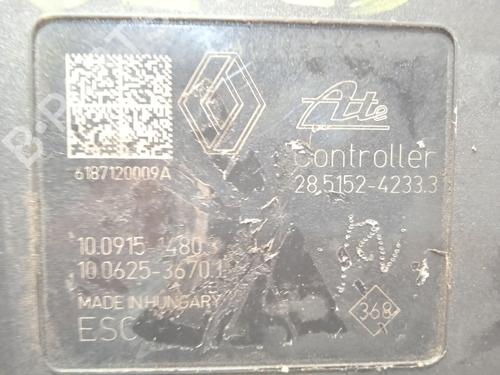 Ate
Controller
6187120009A
28.5152-4233.3
10.0915-1480
10.0625-3670.1
MADE IN HUNGARY
ESC
368